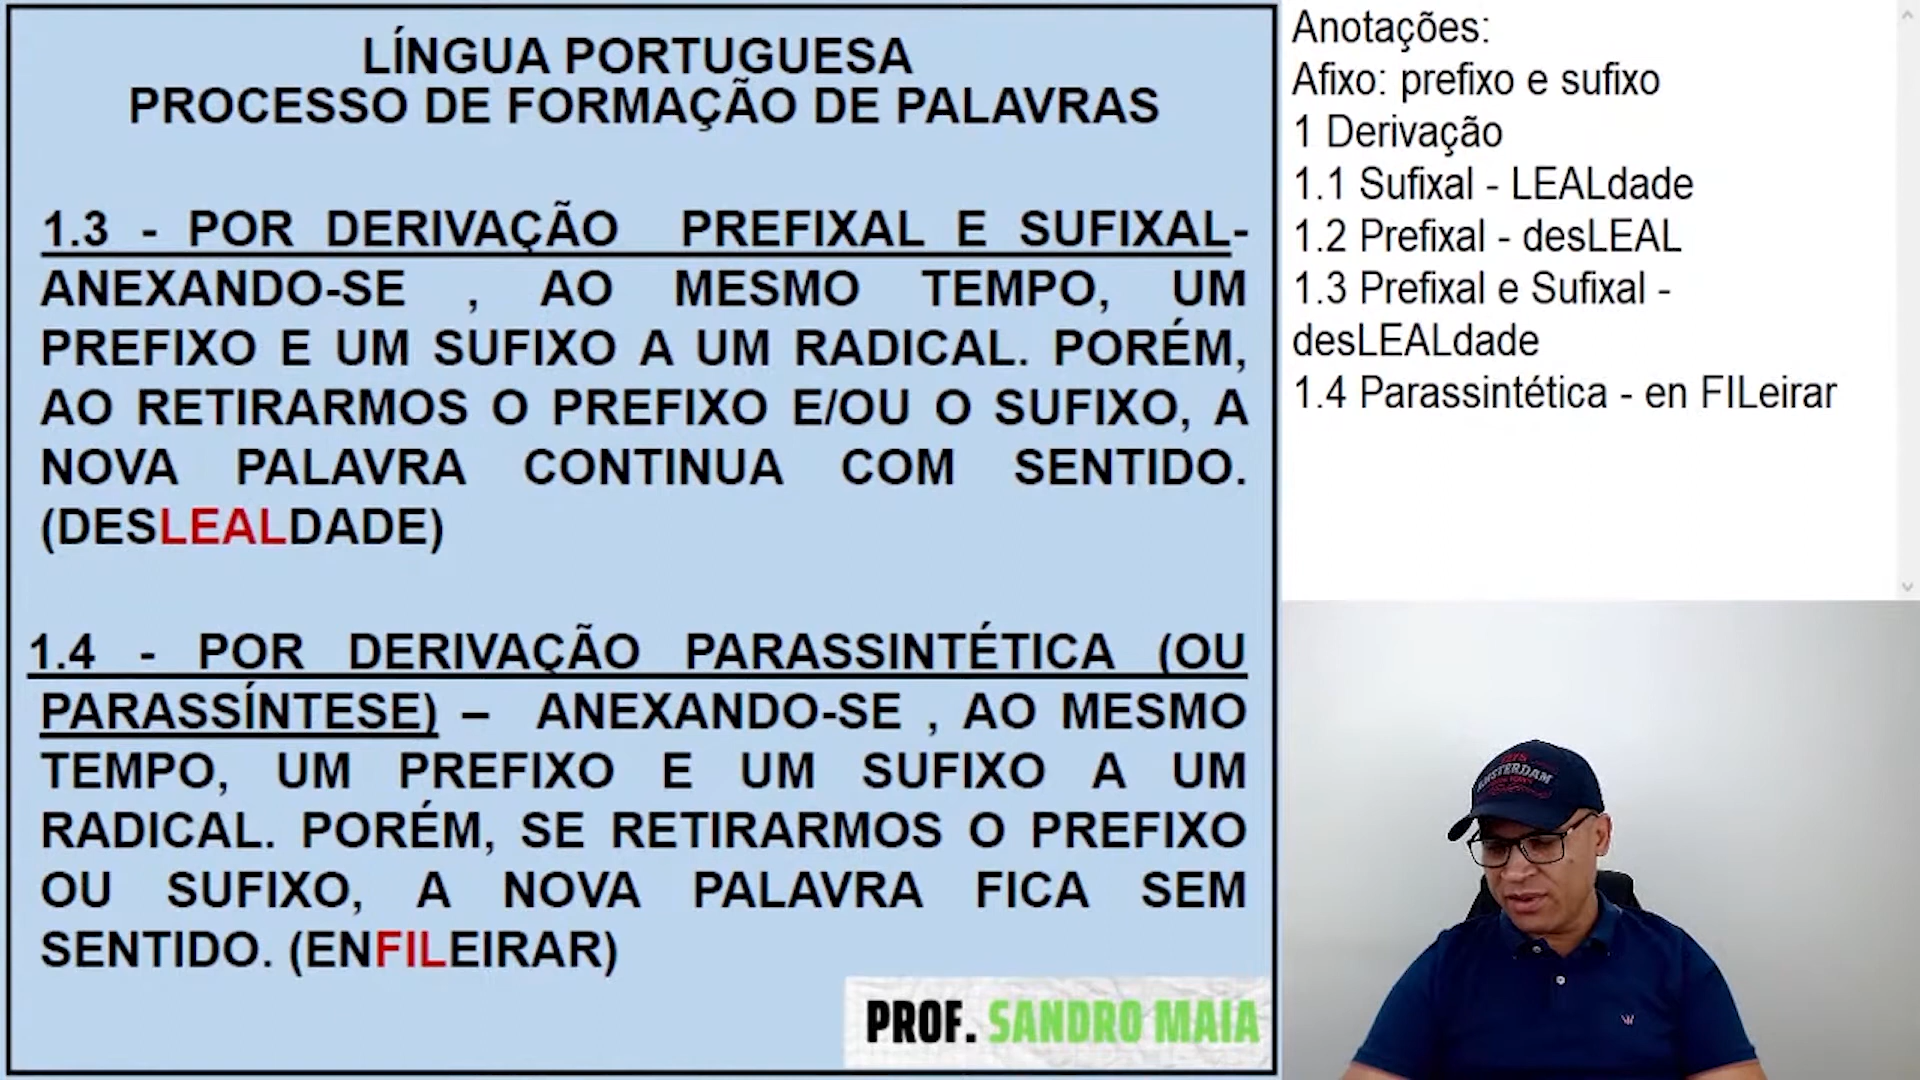 LÍNGUA PORTUGUESA
PROCESSO DE FORMAÇÃO DE PALAVRAS
1.3 - POR DERIVAÇÃO PREFIXAL E SUFIXAL-
ANEXANDO-SE , AO MESMO TEMPO, UM
PREFIXO E UM SUFIXO A UM RADICAL. PORÉM,
AO RETIRARMOS O PREFIXO E/OU O SUFIXO, A
NOVA PALAVRA CONTINUA COM SENTIDO.
(DESLEALDADE)
1.4 - POR DERIVAÇÃO PARASSINTÉTICA (OU
PARASSÍNTESE) – ANEXANDO-SE , AO MESMO
TEMPO, UM PREFIXO E UM SUFIXO A UM
RADICAL. PORÉM, SE RETIRARMOS O PREFIXO
OU SUFIXO, A NOVA PALAVRA FICA SEM
SENTIDO. (ENFILEIRAR)
PROF. SANDRO MAIA
Anotações:
Afixo: prefixo e sufixo
1 Derivação
1.1 Sufixal - LEALdade
1.2 Prefixal - desLEAL
1.3 Prefixal e Sufixal -
desLEALdade
1.4 Parassintética - en FILeirar
AMSTERDAM